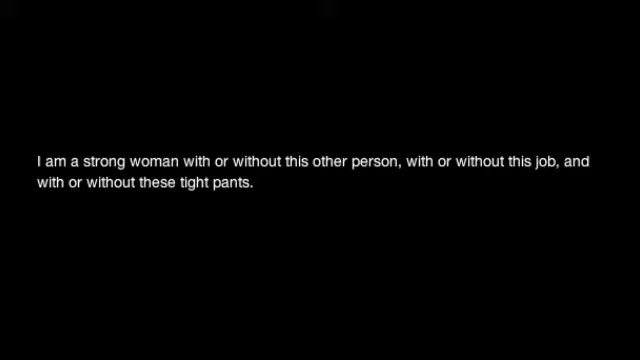 I am a strong woman with or without this other person, with or without this job, and
with or without these tight pants.